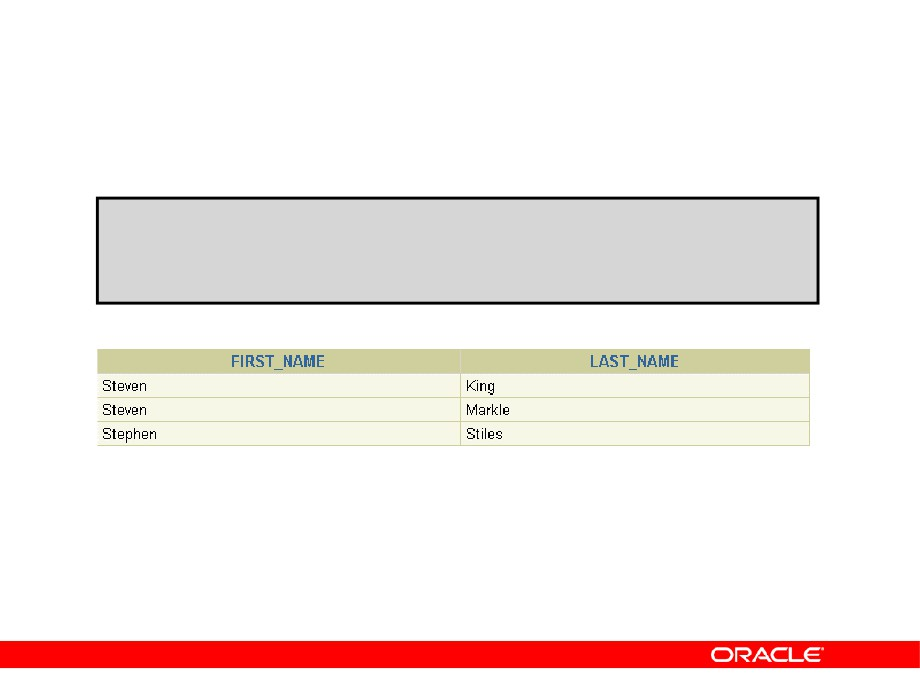 FIRST_NAME LAST_NAME
Steven King
Steven Markle
Stephen Stiles
ORACLE